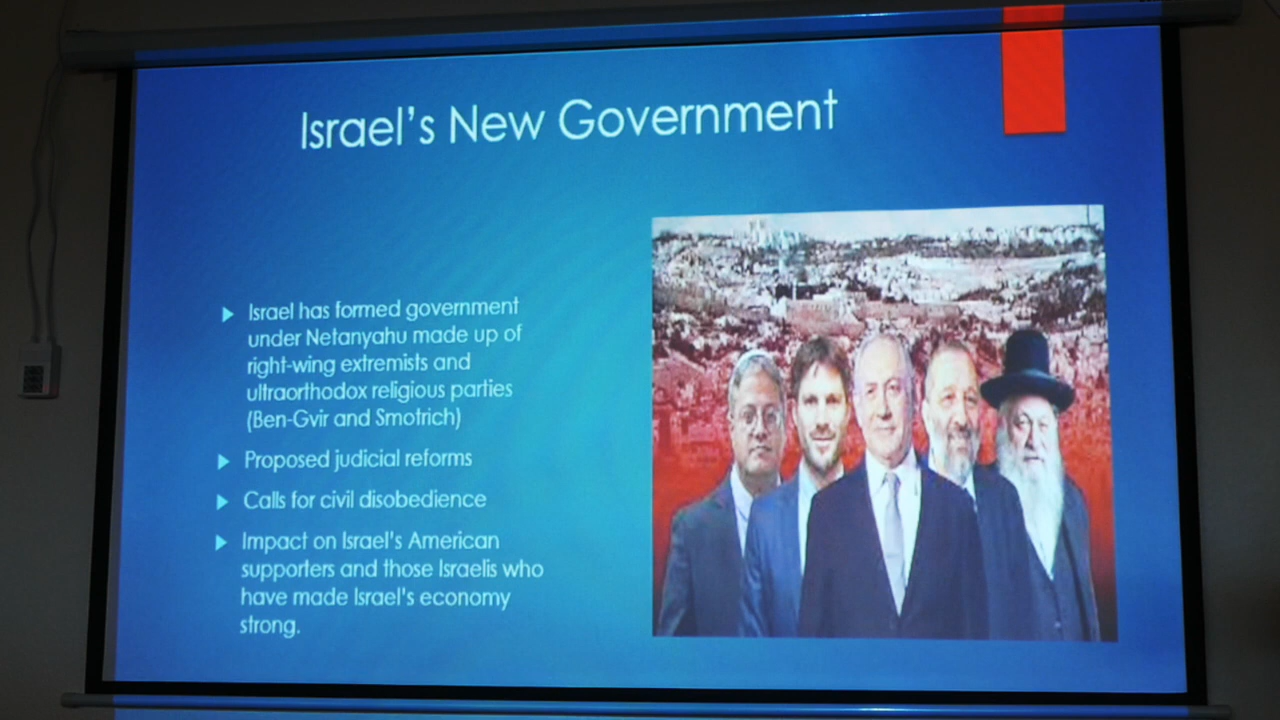 Israel's New Government
Israel has formed government
under Netanyahu made up of
right-wing extremists and
ultraorthodox religious parties
(Ben-Gvir and Smotrich)
Proposed judicial reforms
Calls for civil disobedience
Impact on Israel's American
supporters and those Israelis who
have made Israel's economy
strong.